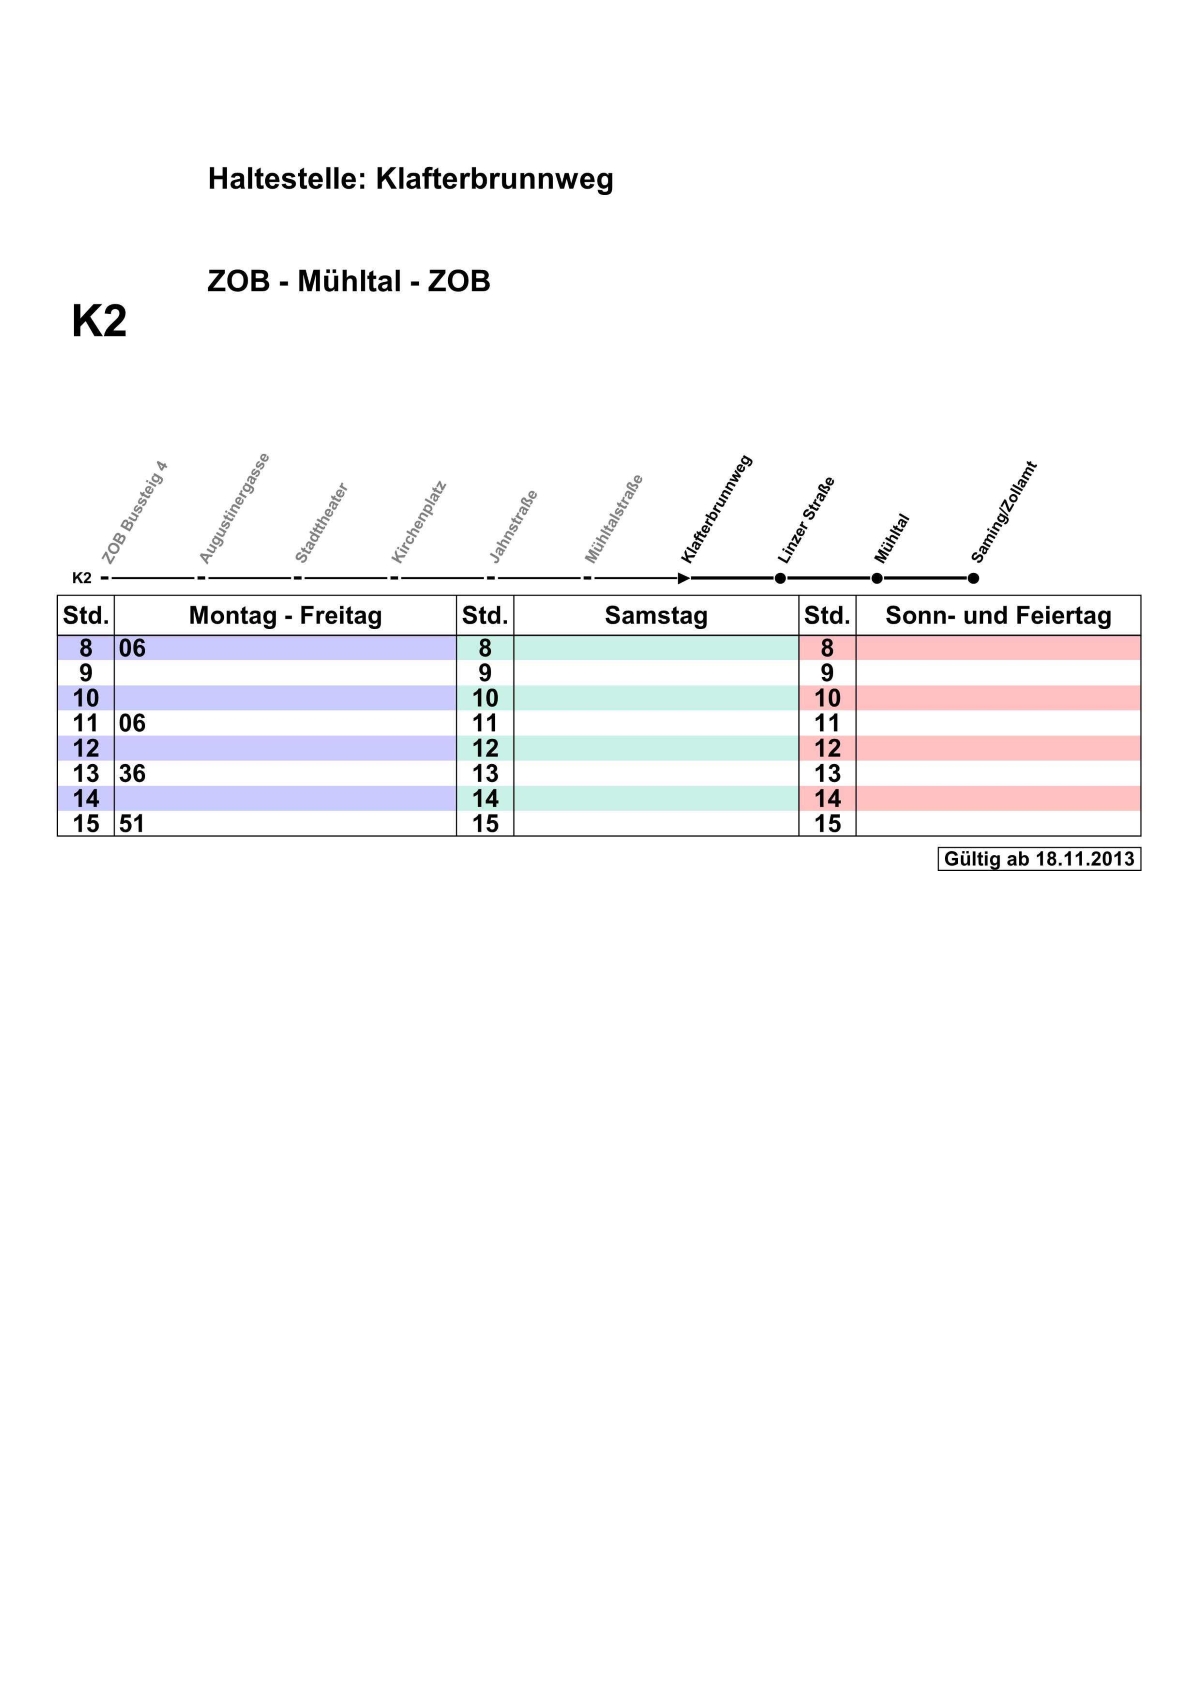 Haltestelle: Klafterbrunnweg
ZOB - Mühltal - ZOB
K2
ZOB Bussteig 4
Augustinergasse
Stadttheater
Kirchenplatz
Jahnstraße
Mühltalstraße
Klafterbrunnweg
Linzer Straße
Mühltal
Saming/Zollamt
K2
Std. Montag - Freitag Std. Samstag Std. Sonn- und Feiertag
8 06 8 8
9 9 9
10 10 10
11 06 11 11
12 12 12
13 36 13 13
14 14 14
15 51 15 15
Gültig ab 18.11.2013